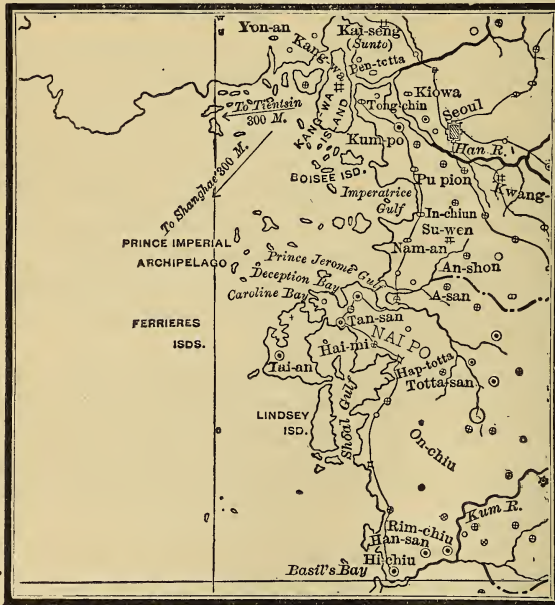 Yon-an
Kai-seng
(Sunto)
Kang-wa
Pen-totta
To Tientsin
300 M.
Tong-chin
Kiowa
Seoul
KANG-WA
ISLAND
Kum-po
Han R.
To Shanghae 300 M.
BOISEE ISD.
Pu pion
Kwang-
Imperatrice
Gulf
In-chiun
Su-wen
PRINCE IMPERIAL
ARCHIPELAGO
Nam-an
Prince Jerome Gulf
An-shon
Deception Bay
Caroline Bay
A-san
FERRIERES
ISDS.
Tan-san
NAI PO
Hai-mi
Hap-totta
Tai-an
Totta-san
LINDSEY
ISD.
Shoal Gulf
On-chiu
Kum R.
Rim-chiu
Han-san
Hi-chiu
Basil's Bay